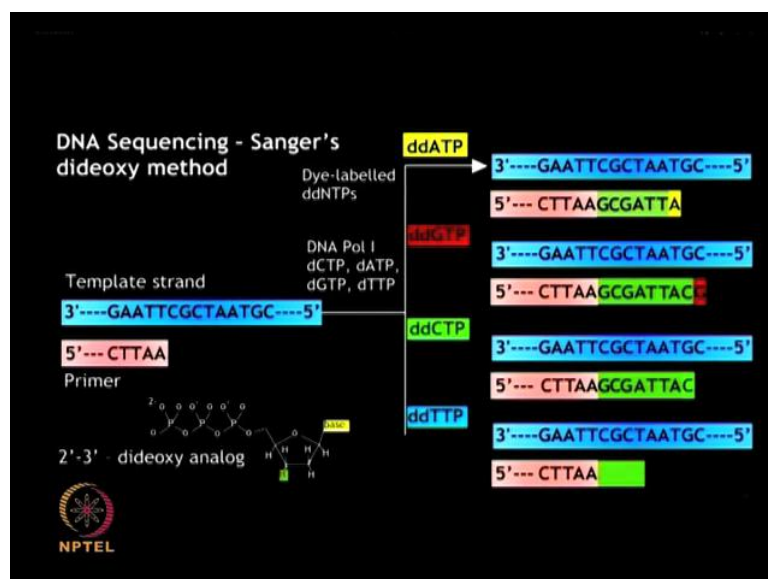 DNA Sequencing - Sanger's
dideoxy method
Dye-labelled
ddNTPs
DNA Pol I
dCTP, dATP,
dGTP, dTTP
Template strand
3'----GAATTCGCTAATGC----5'
5'--- CTTAA
Primer
2'-3' - dideoxy analog
NPTEL
ddATP
3'----GAATTCGCTAATGC----5'
5'--- CTTAAGCGATTA
ddGTP
3'----GAATTCGCTAATGC----5'
5'--- CTTAAGCGATTACG
ddCTP
3'----GAATTCGCTAATGC----5'
5'--- CTTAAGCGATTAC
ddTTP
3'----GAATTCGCTAATGC----5'
5'--- CTTAA